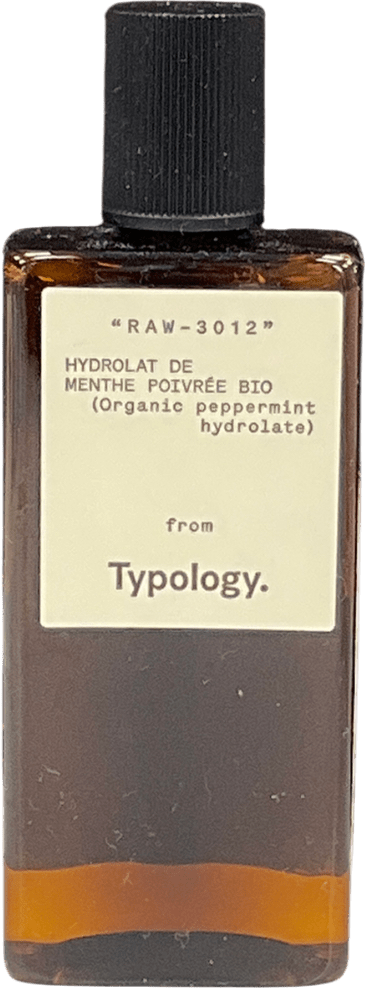 “RAW-3012”
HYDROLAT DE
MENTHE POIVRÉE BIO
(Organic peppermint
hydrolate)
from
Typology.